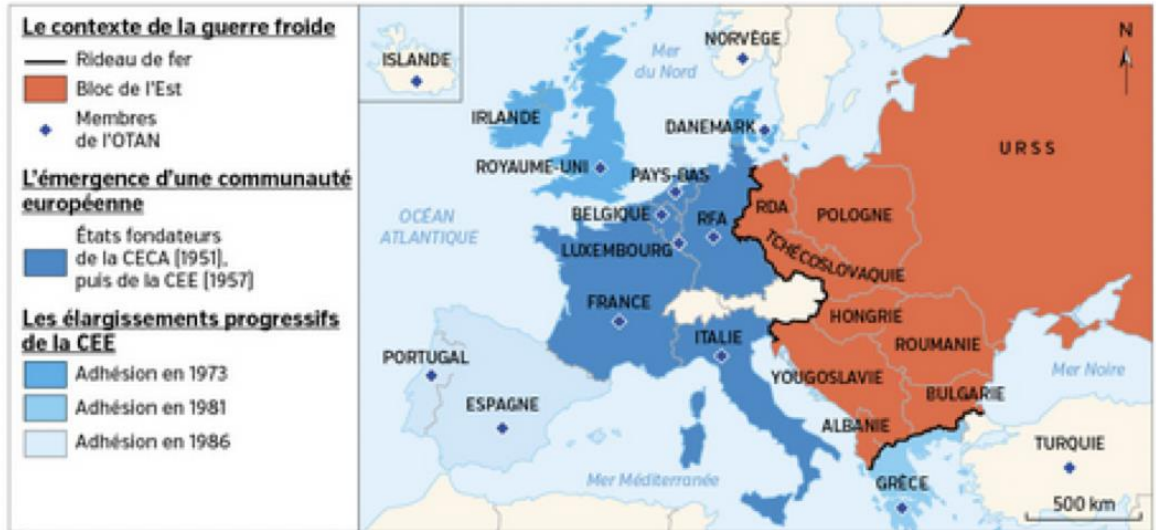 Le contexte de la guerre froide
Rideau de fer
Bloc de l'Est
Membres
de l'OTAN
L'émergence d'une communauté
européenne
États fondateurs
de la CECA (1951),
puis de la CEE (1957)
Les élargissements progressifs
de la CEE
Adhésion en 1973
Adhésion en 1981
Adhésion en 1986
ISLANDE
NORVÈGE
N
Mer
du Nord
IRLANDE
DANEMARK
URSS
ROYAUME-UNI
PAYS-BAS
RDA
POLOGNE
OCÉAN
ATLANTIQUE
BELGIQUE
RFA
LUXEMBOURG
TCHÉCOSLOVAQUIE
FRANCE
HONGRIE
ITALIE
ROUMANIE
PORTUGAL
YOUGOSLAVIE
Mer Noire
ESPAGNE
BULGARIE
ALBANIE
TURQUIE
Mer Méditerranée
GRÈCE
500 km